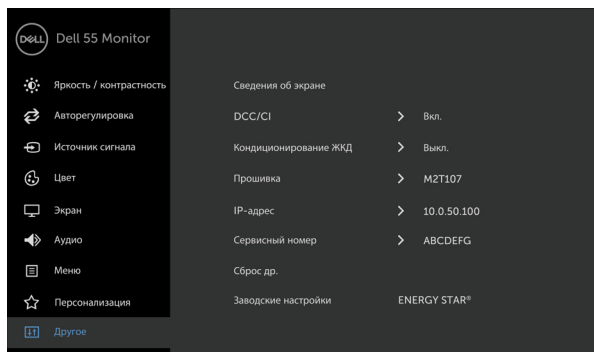 DELL Dell 55 Monitor
Яркость / контрастность
Авторегулировка
Источник сигнала
Цвет
Экран
Аудио
Меню
Персонализация
Другое
Сведения об экране
DCC/CI > Вкл.
Кондиционирование ЖКД > Выкл.
Прошивка > M2T107
IP-адрес > 10.0.50.100
Сервисный номер > ABCDEFG
Сброс др.
Заводские настройки ENERGY STAR®